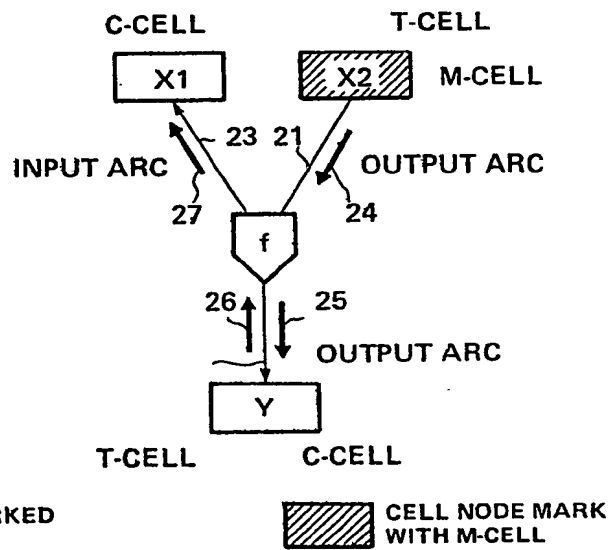 C-CELL T-CELL
X1 X2 M-CELL
23 21
INPUT ARC OUTPUT ARC
27 24
f
26 25
OUTPUT ARC
Y
T-CELL C-CELL
RKED CELL NODE MARK
WITH M-CELL